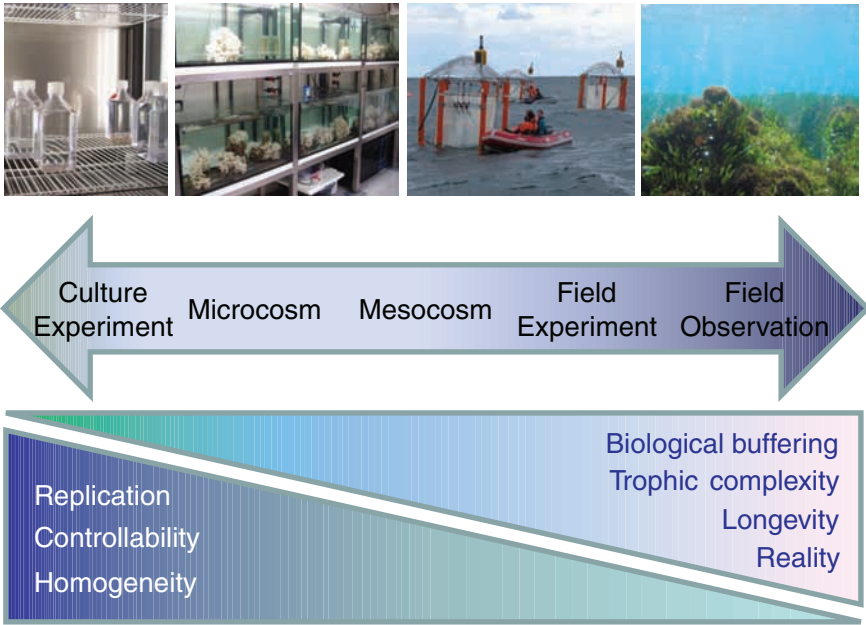 Culture
Experiment
Microcosm
Mesocosm
Field
Experiment
Field
Observation
Biological buffering
Trophic complexity
Longevity
Reality
Replication
Controllability
Homogeneity